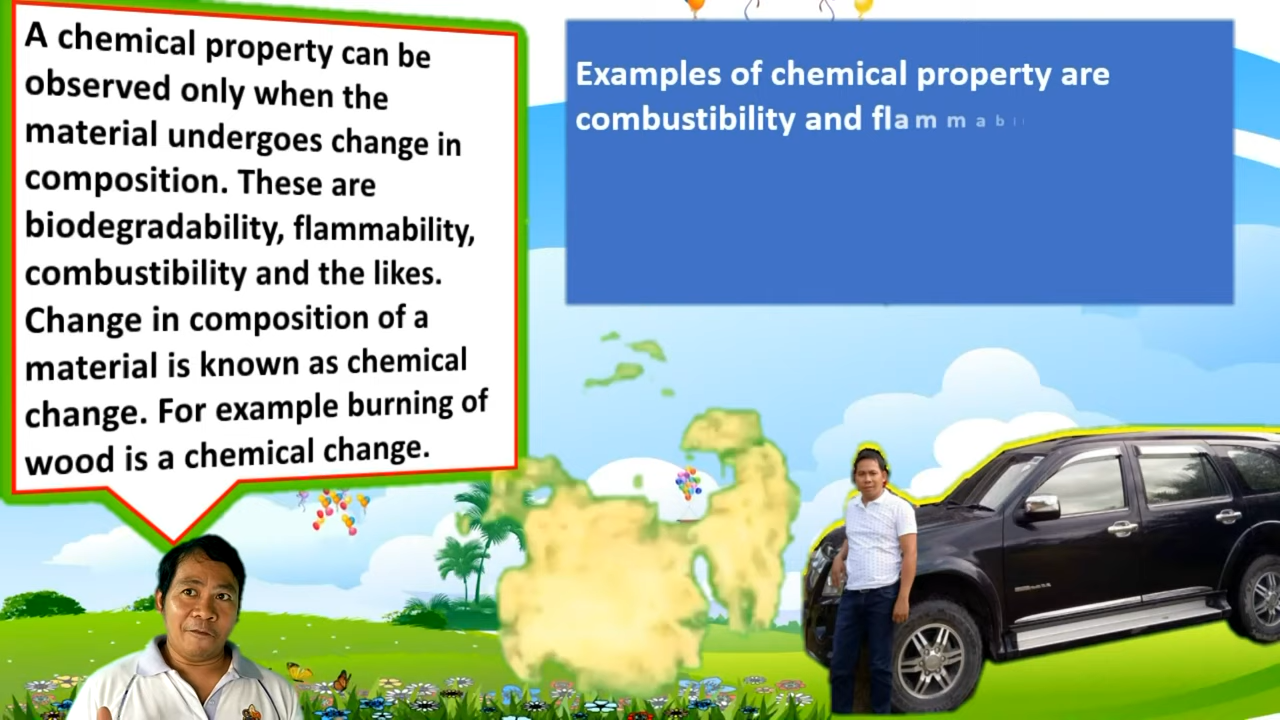 A chemical property can be
observed only when the
material undergoes change in
composition. These are
biodegradability, flammability,
combustibility and the likes.
Change in composition of a
material is known as chemical
change. For example burning of
wood is a chemical change.
Examples of chemical property are
combustibility and flammabi